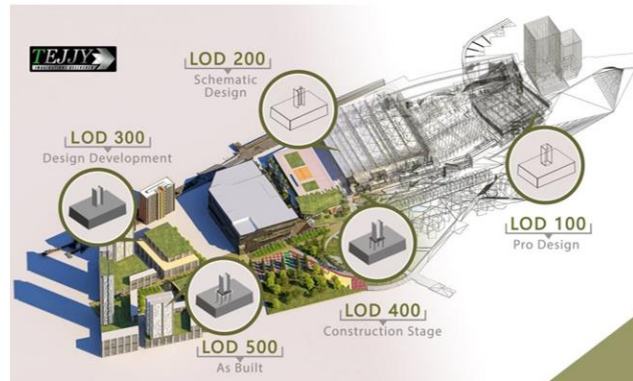 TEJJY
LOD 200
Schematic
Design
LOD 300
Design Development
LOD 100
Pro Design
LOD 400
Construction Stage
LOD 500
As Built